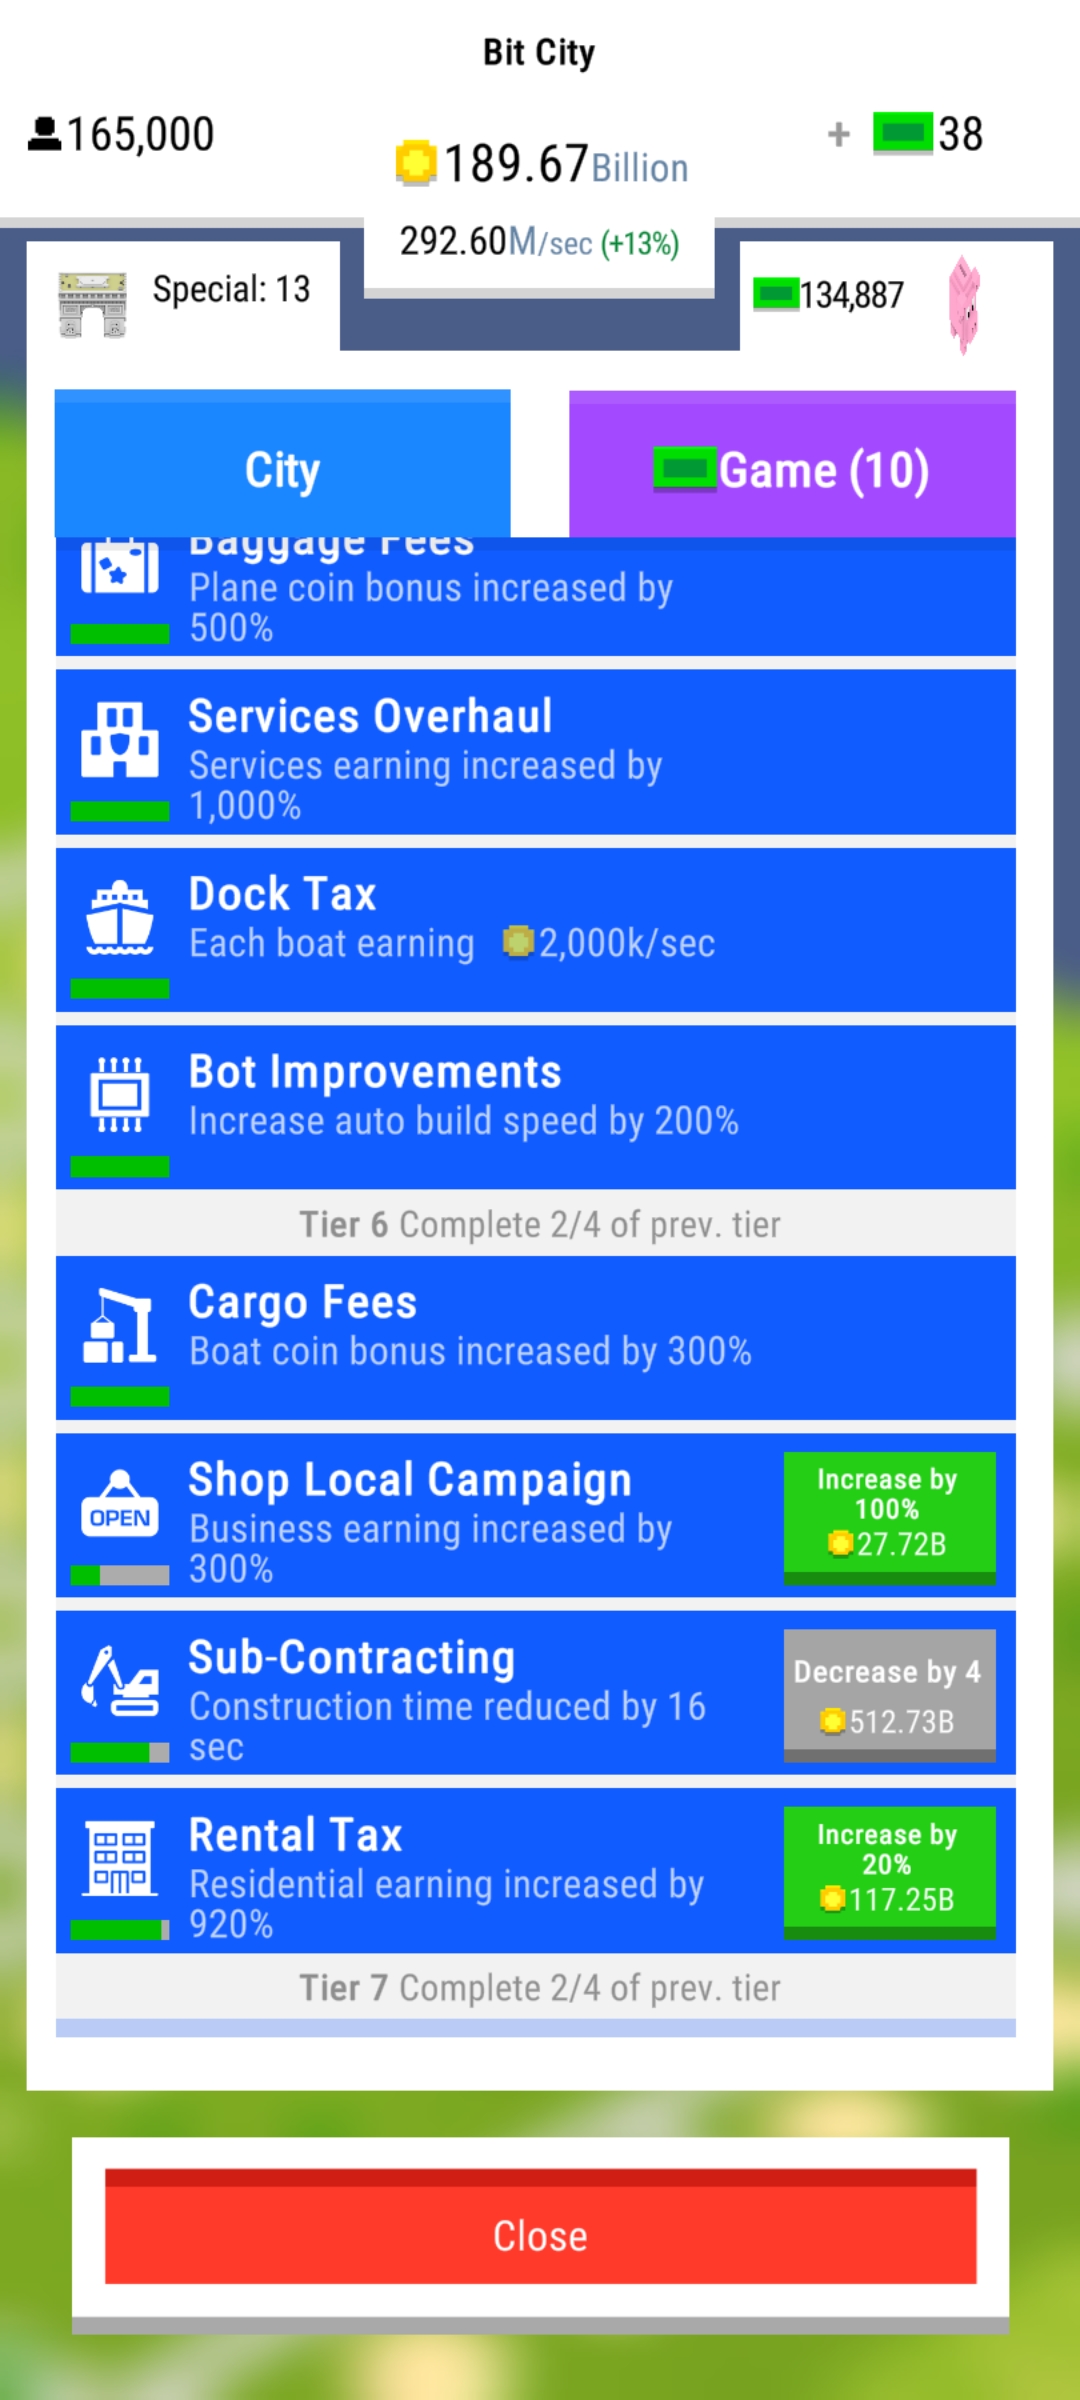 Bit City
165,000
189.67Billion
+ 38
292.60M/sec (+13%)
Special: 13
134,887
City
Game (10)
Baggage Fees
Plane coin bonus increased by
500%
Services Overhaul
Services earning increased by
1,000%
Dock Tax
Each boat earning 2,000k/sec
Bot Improvements
Increase auto build speed by 200%
Tier 6 Complete 2/4 of prev. tier
Cargo Fees
Boat coin bonus increased by 300%
OPEN
Shop Local Campaign
Business earning increased by
300%
Increase by
100%
27.72B
Sub-Contracting
Construction time reduced by 16
sec
Decrease by 4
512.73B
Rental Tax
Residential earning increased by
920%
Increase by
20%
117.25B
Tier 7 Complete 2/4 of prev. tier
Close